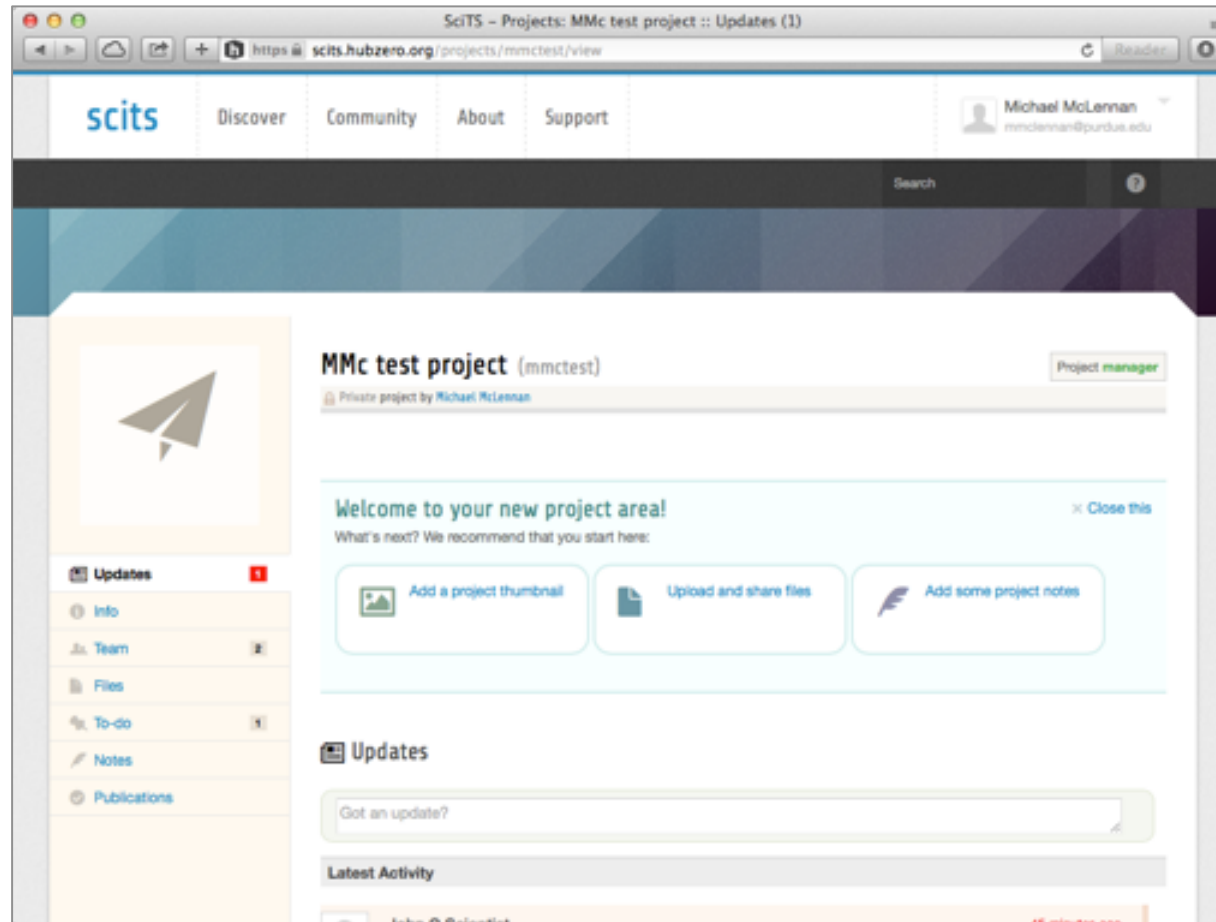 SciTS – Projects: MMc test project :: Updates (1)
https scits.hubzero.org/projects/mmctest/view Reader
scits Discover Community About Support Michael McLennan
mmclennan@purdue.edu
Search
MMc test project (mmctest) Project manager
Private project by Michael McLennan
Welcome to your new project area! × Close this
What's next? We recommend that you start here:
Add a project thumbnail Upload and share files Add some project notes
Updates 1
Info
Team 2
Files
To-do 1
Notes
Publications
Updates
Got an update?
Latest Activity